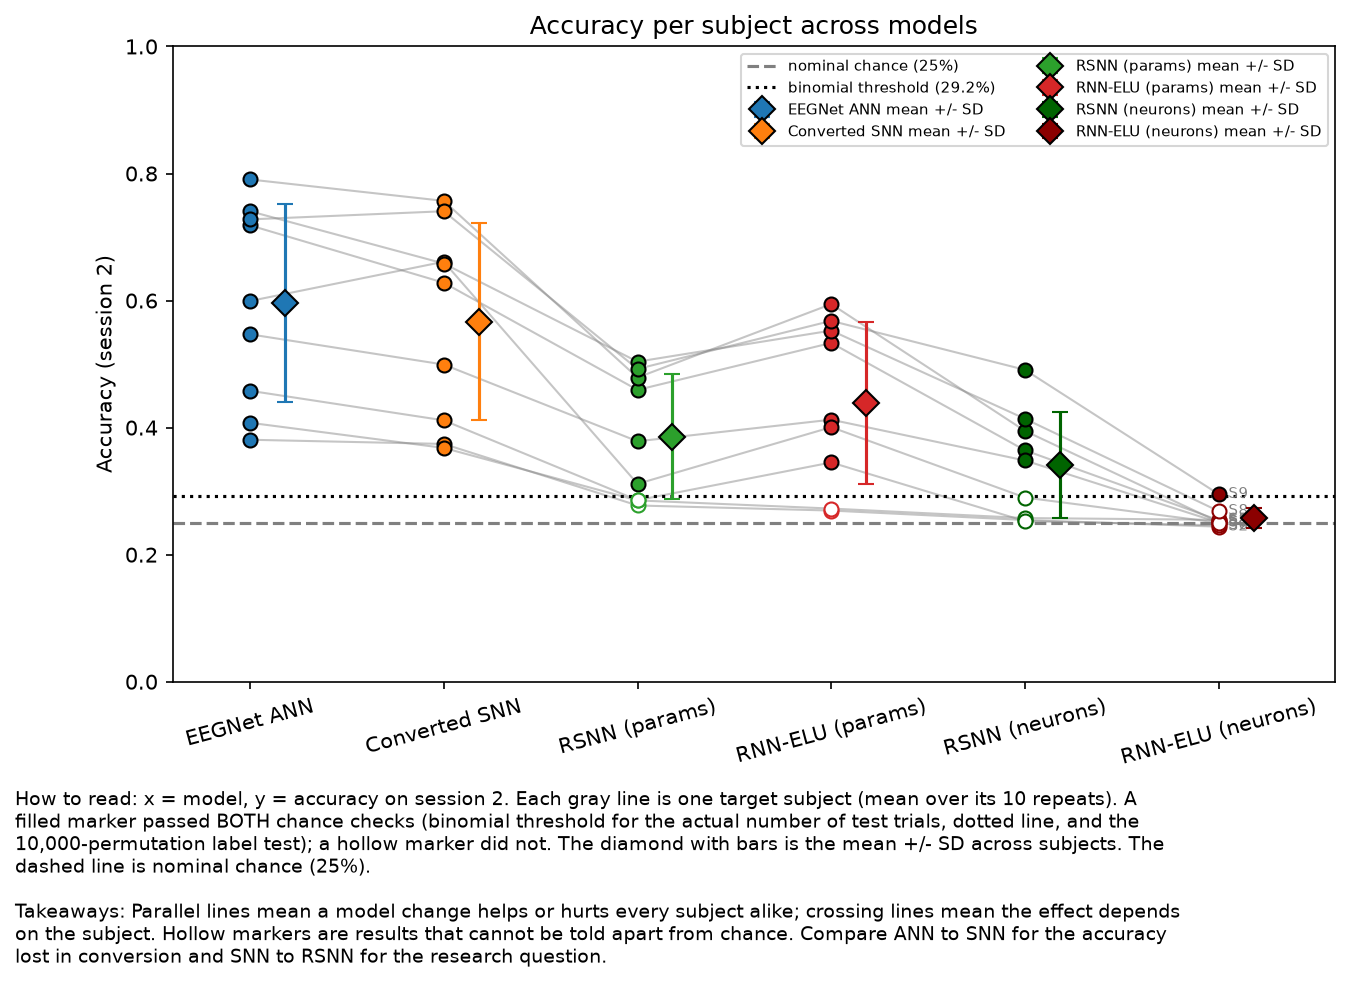 Accuracy per subject across models
nominal chance (25%)
binomial threshold (29.2%)
EEGNet ANN mean +/- SD
Converted SNN mean +/- SD
RSNN (params) mean +/- SD
RNN-ELU (params) mean +/- SD
RSNN (neurons) mean +/- SD
RNN-ELU (neurons) mean +/- SD
Accuracy (session 2)
1.0
0.8
0.6
0.4
0.2
0.0
S9
S8
EEGNet ANN
Converted SNN
RSNN (params)
RNN-ELU (params)
RSNN (neurons)
RNN-ELU (neurons)
How to read: x = model, y = accuracy on session 2. Each gray line is one target subject (mean over its 10 repeats). A
filled marker passed BOTH chance checks (binomial threshold for the actual number of test trials, dotted line, and the
10,000-permutation label test); a hollow marker did not. The diamond with bars is the mean +/- SD across subjects. The
dashed line is nominal chance (25%).
Takeaways: Parallel lines mean a model change helps or hurts every subject alike; crossing lines mean the effect depends
on the subject. Hollow markers are results that cannot be told apart from chance. Compare ANN to SNN for the accuracy
lost in conversion and SNN to RSNN for the research question.